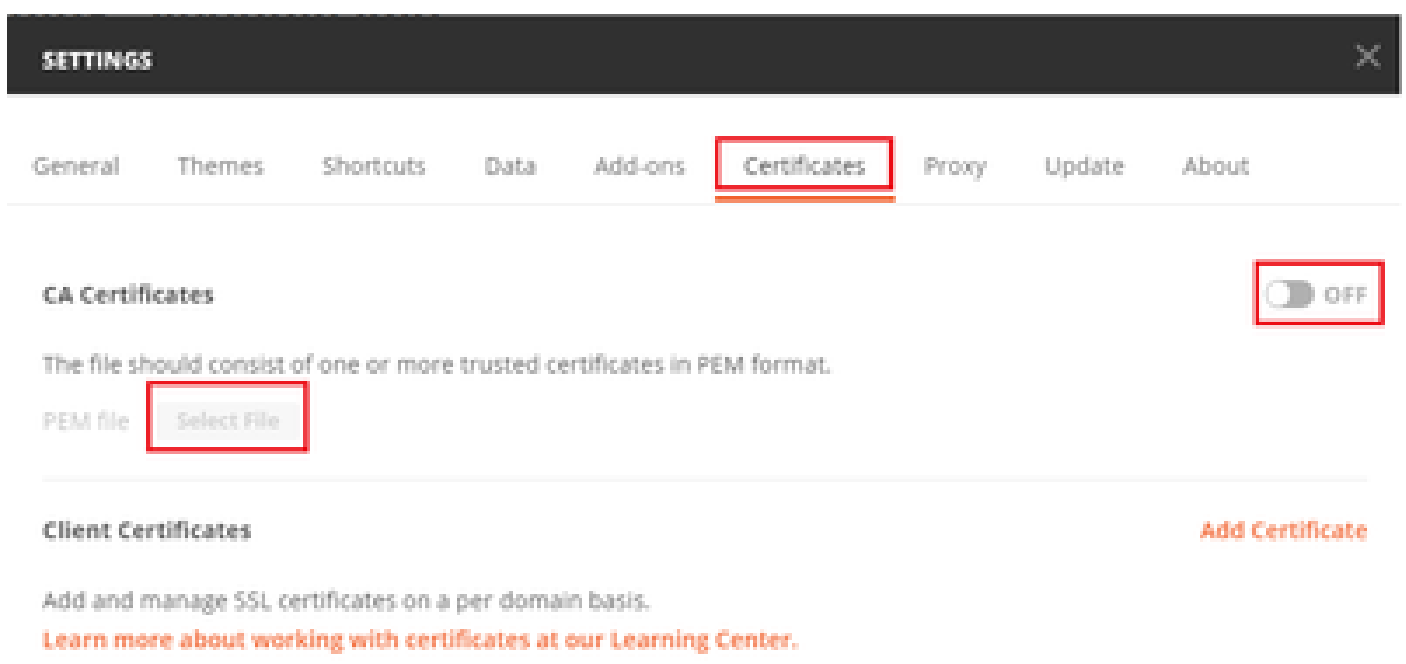 SETTINGS
General Themes Shortcuts Data Add-ons Certificates Proxy Update About
CA Certificates OFF
The file should consist of one or more trusted certificates in PEM format.
PEM file Select File
Client Certificates Add Certificate
Add and manage SSL certificates on a per domain basis.
Learn more about working with certificates at our Learning Center.